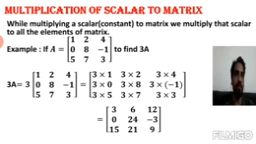 MULTIPLICATION OF SCALAR TO MATRIX
While multiplying a scalar(constant) to matrix we multiply that scalar
to all the elements of matrix.
Example : If A = [1 2 4; 0 8 −1; 5 7 3] to find 3A
3A= 3 [1 2 4; 0 8 −1; 5 7 3] = [3 × 1 3 × 2 3 × 4; 3 × 0 3 × 8 3 × (−1); 3 × 5 3 × 7 3 × 3]
= [3 6 12; 0 24 −3; 15 21 9]
FILMIGO